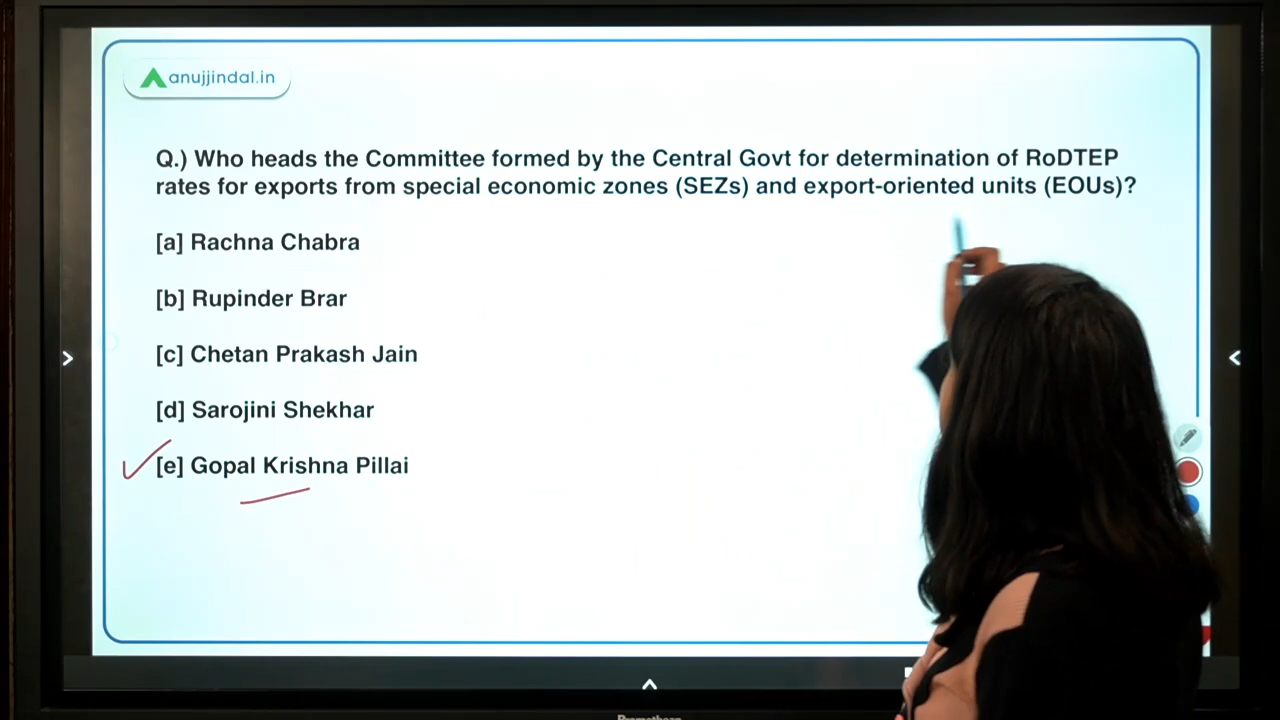 anujjindal.in
Q.) Who heads the Committee formed by the Central Govt for determination of RoDTEP
rates for exports from special economic zones (SEZs) and export-oriented units (EOUs)?
[a] Rachna Chabra
[b] Rupinder Brar
[c] Chetan Prakash Jain
[d] Sarojini Shekhar
[e] Gopal Krishna Pillai